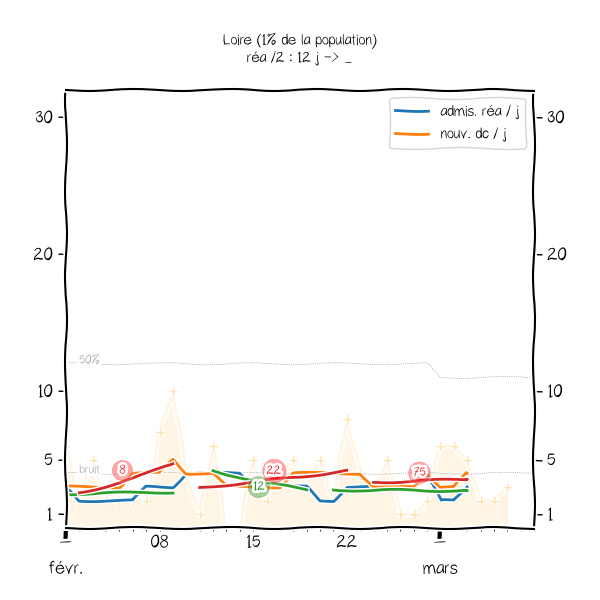 Loire (1% de la population)
réa /2 : 12 j -> _
admis. réa / j
nouv. dc / j
30
30
20
20
50%
10
10
bruit
8
22
75
12
5
5
1
1
08
15
22
févr.
mars